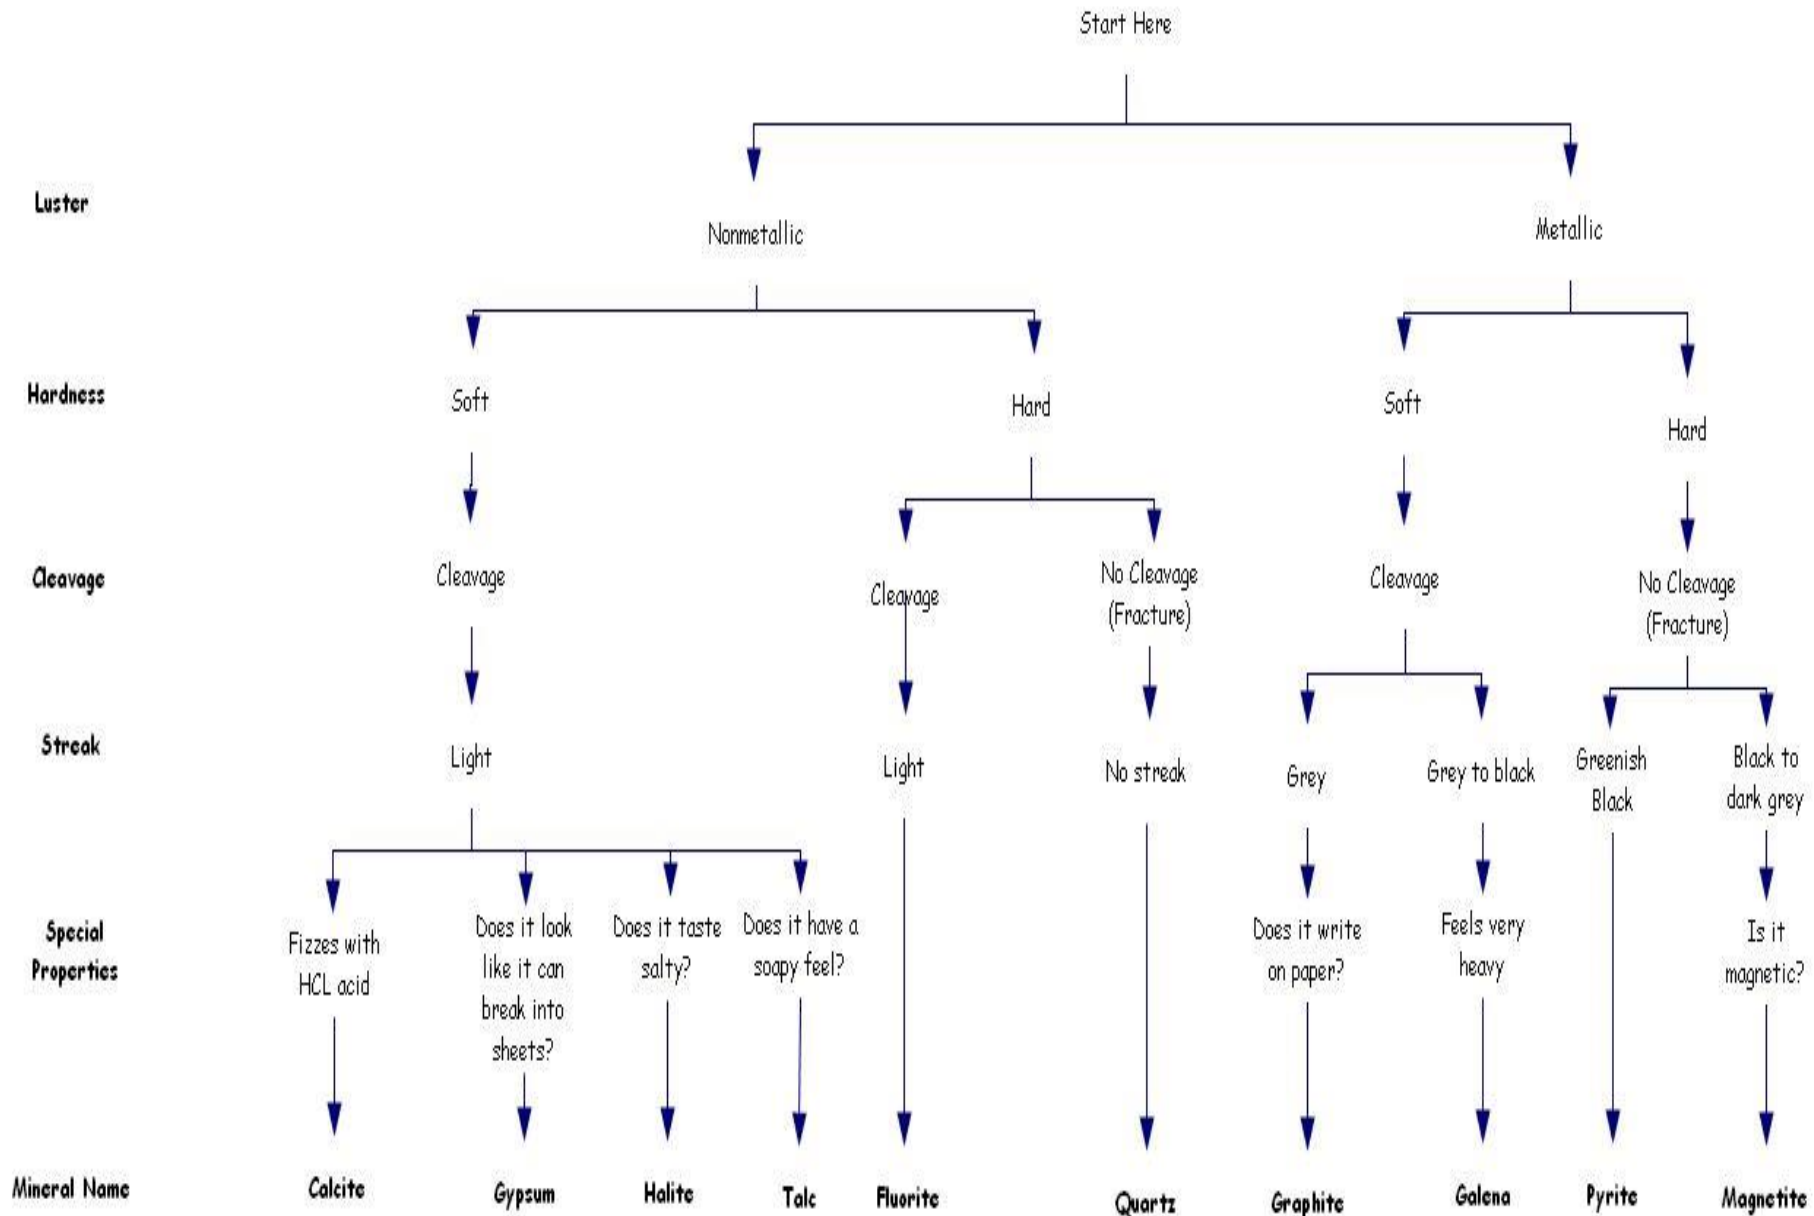 Start Here
Luster
Nonmetallic
Metallic
Hardness
Soft
Hard
Soft
Hard
Cleavage
Cleavage
Cleavage
No Cleavage
(Fracture)
Cleavage
No Cleavage
(Fracture)
Streak
Light
Light
No streak
Grey
Grey to black
Greenish
Black
Black to
dark grey
Special
Properties
Fizzes with
HCL acid
Does it look
like it can
break into
sheets?
Does it taste
salty?
Does it have a
soapy feel?
Does it write
on paper?
Feels very
heavy
Is it
magnetic?
Mineral Name
Calcite
Gypsum
Halite
Talc
Fluorite
Quartz
Graphite
Galena
Pyrite
Magnetite